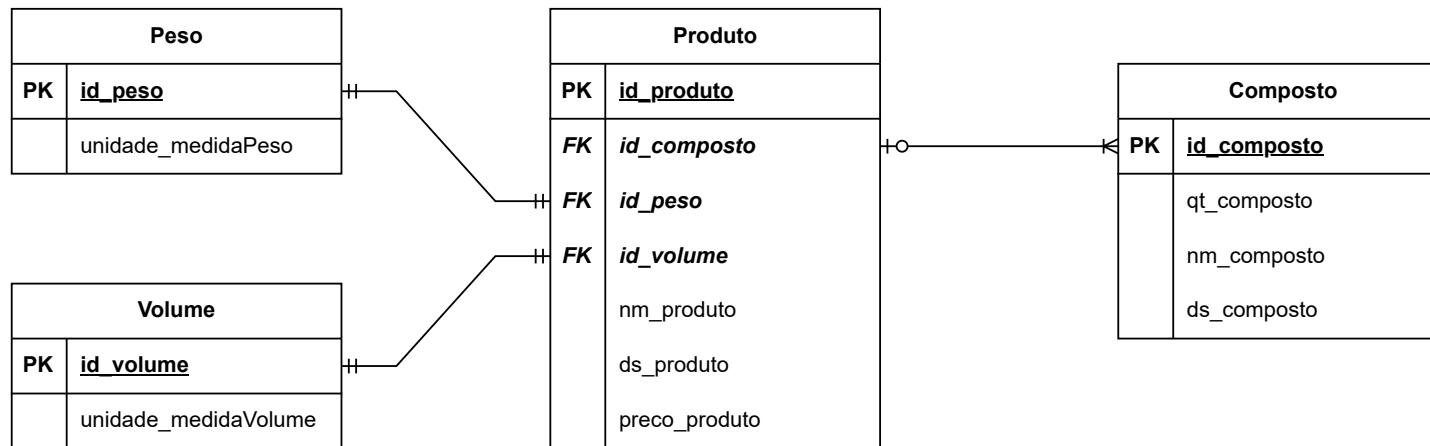 Peso
PK id_peso
unidade_medidaPeso
Volume
PK id_volume
unidade_medidaVolume
Produto
PK id_produto
FK id_composto
FK id_peso
FK id_volume
nm_produto
ds_produto
preco_produto
Composto
PK id_composto
qt_composto
nm_composto
ds_composto